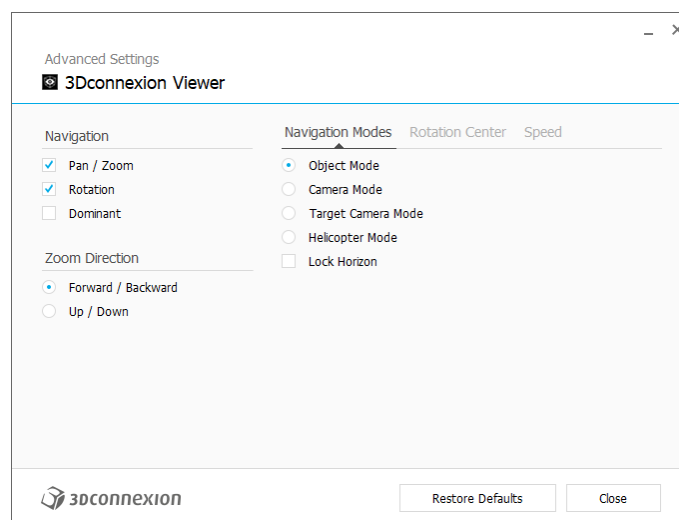 Advanced Settings
3Dconnexion Viewer
Navigation
Pan / Zoom
Rotation
Dominant
Zoom Direction
Forward / Backward
Up / Down
Navigation Modes Rotation Center Speed
Object Mode
Camera Mode
Target Camera Mode
Helicopter Mode
Lock Horizon
3Dconnexion
Restore Defaults Close